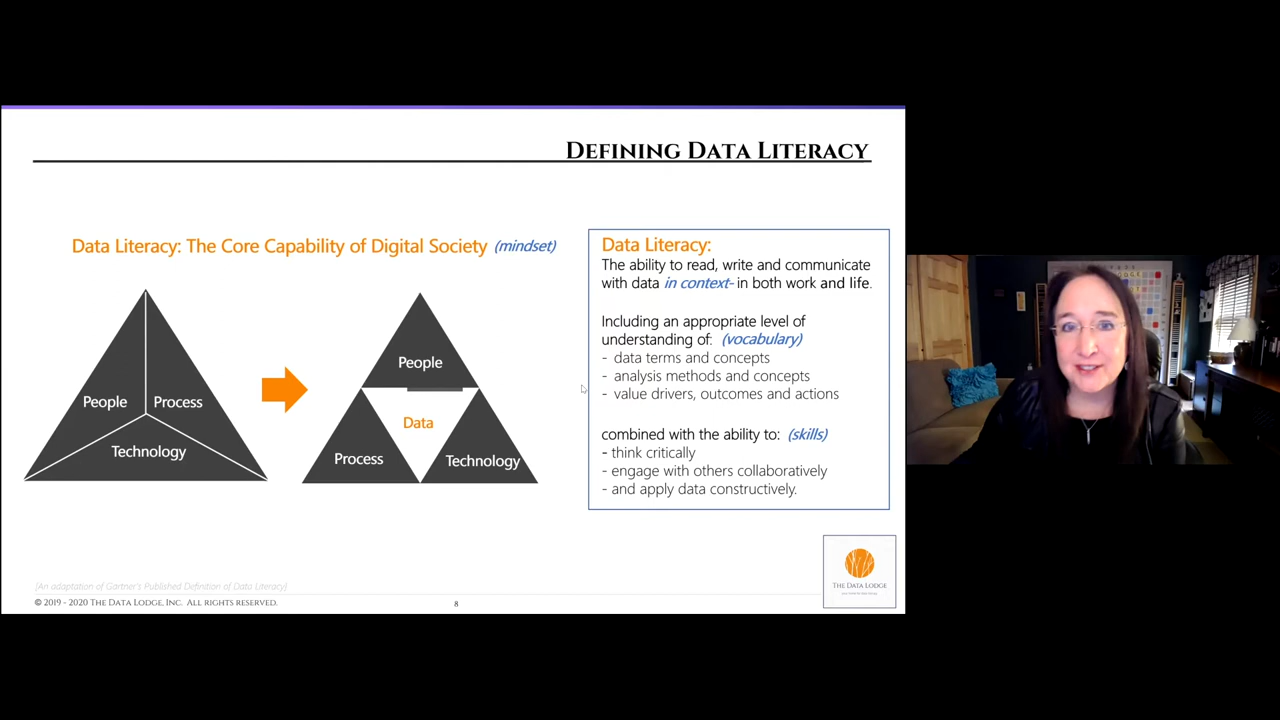 DEFINING DATA LITERACY
Data Literacy: The Core Capability of Digital Society (mindset)
People
Process
Technology
People
Data
Process
Technology
Data Literacy:
The ability to read, write and communicate
with data in context- in both work and life.
Including an appropriate level of
understanding of: (vocabulary)
- data terms and concepts
- analysis methods and concepts
- value drivers, outcomes and actions
combined with the ability to: (skills)
- think critically
- engage with others collaboratively
- and apply data constructively.
[An adaptation of Gartner's Published Definition of Data Literacy]
© 2019 - 2020 THE DATA LODGE, INC. ALL RIGHTS RESERVED.
8
THE DATA LODGE